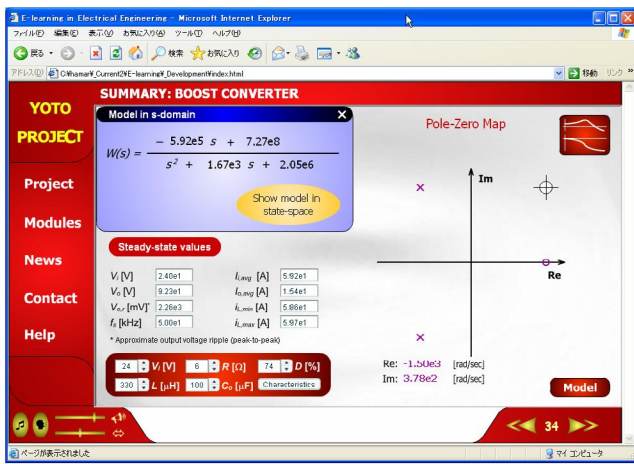 E-learning in Electrical Engineering - Microsoft Internet Explorer
ファイル(F) 編集(E) 表示(V) お気に入り(A) ツール(T) ヘルプ(H)
戻る 検索 お気に入り
アドレス(D) C:¥hamar¥_Current2¥E-learning¥_Development¥index.html 移動 リンク »
YOTO
PROJECT
Project
Modules
News
Contact
Help
SUMMARY: BOOST CONVERTER
Model in s-domain X
W(s) = − 5.92e5 s + 7.27e8
s² + 1.67e3 s + 2.05e6
Show model in
state-space
Pole-Zero Map
Im
Re
Steady-state values
Vi [V] 2.40e1 Ii,avg [A] 5.92e1
Vo [V] 9.23e1 Io,avg [A] 1.54e1
Vo,r [mV]* 2.26e3 iL,min [A] 5.86e1
fs [kHz] 5.00e1 iL,max [A] 5.97e1
* Approximate output voltage ripple (peak-to-peak)
24 Vi [V] 6 R [Ω] 74 D [%]
330 L [μH] 100 Co [μF] Characteristics
Re: -1.50e3 [rad/sec]
Im: 3.78e2 [rad/sec]
Model
34
ページが表示されました
マイ コンピュータ